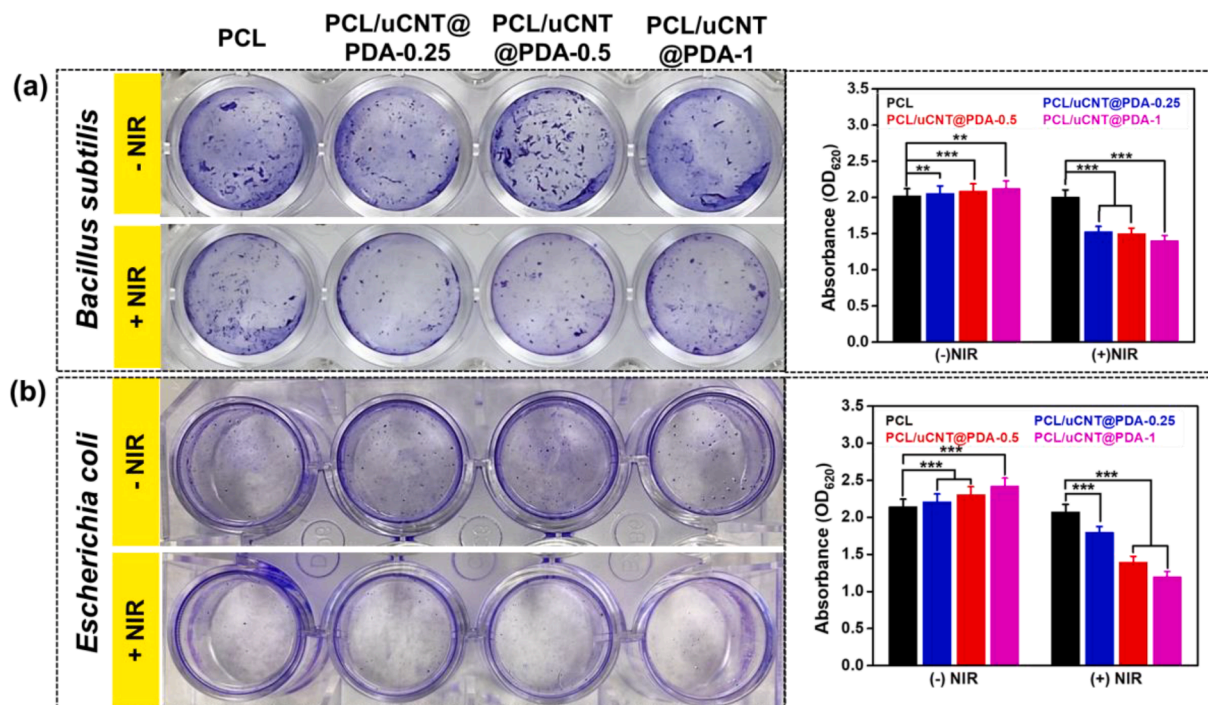 PCL
PCL/uCNT@
PDA-0.25
PCL/uCNT
@PDA-0.5
PCL/uCNT
@PDA-1
(a)
Bacillus subtilis
- NIR
+ NIR
Absorbance (OD620)
3.5
3.0
2.5
2.0
1.5
1.0
0.5
0.0
PCL
PCL/uCNT@PDA-0.25
PCL/uCNT@PDA-0.5
PCL/uCNT@PDA-1
**
***
**
***
***
(-)NIR
(+)NIR
(b)
Escherichia coli
- NIR
+ NIR
Absorbance (OD620)
3.5
3.0
2.5
2.0
1.5
1.0
0.5
0.0
PCL
PCL/uCNT@PDA-0.25
PCL/uCNT@PDA-0.5
PCL/uCNT@PDA-1
***
***
***
***
(-) NIR
(+) NIR